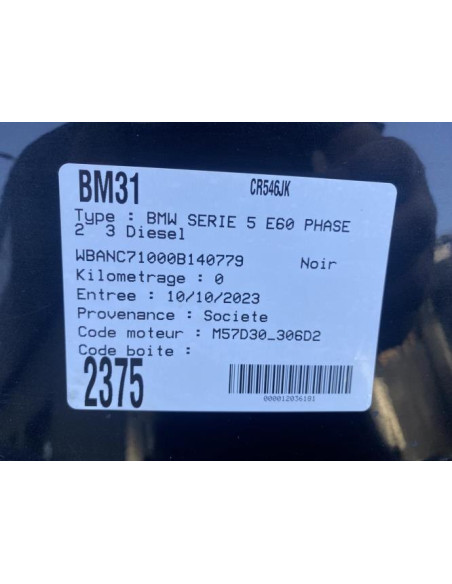 BM31 CR546JK
Type : BMW SERIE 5 E60 PHASE
2 3 Diesel
WBANC71000B140779 Noir
Kilometrage : 0
Entree : 10/10/2023
Provenance : Societe
Code moteur : M57D30_306D2
Code boite :
2375
000012036181